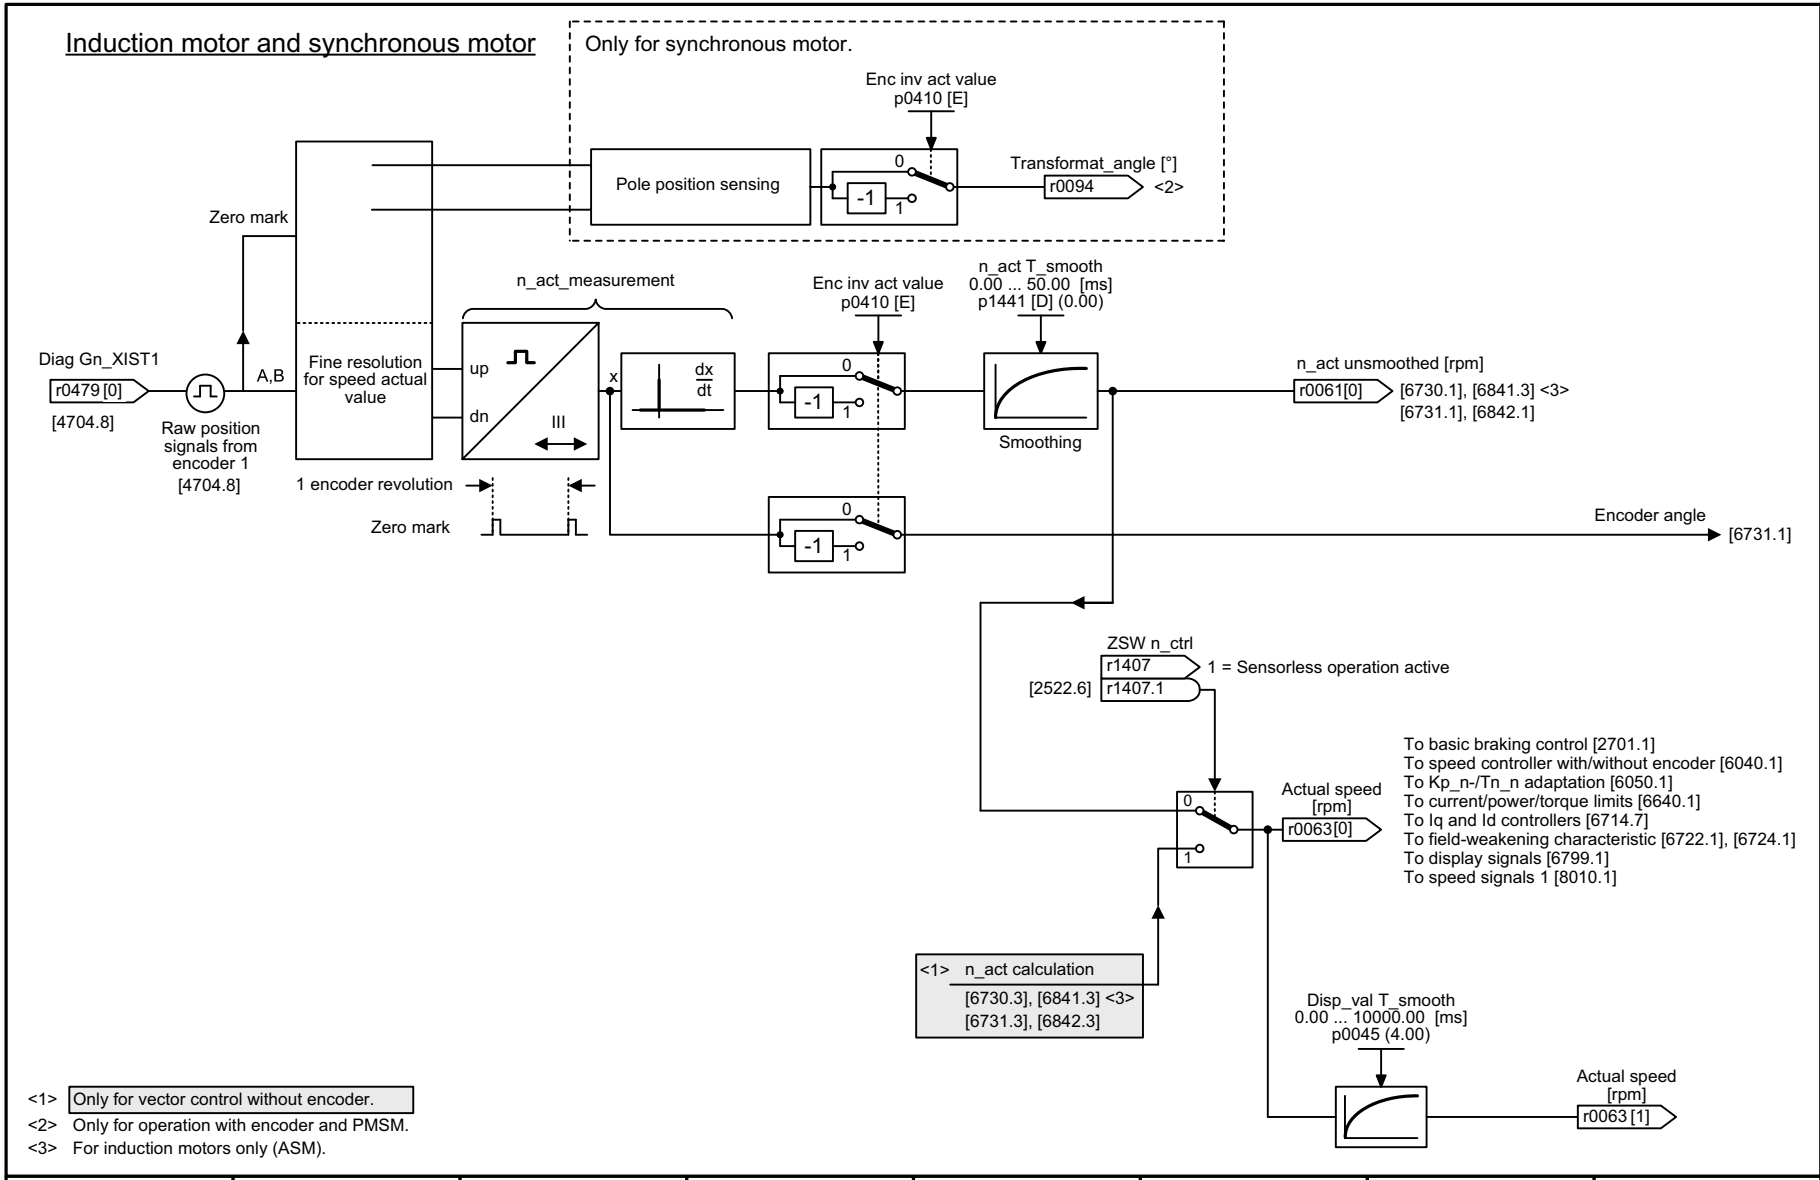 Induction motor and synchronous motor
Only for synchronous motor.
Enc inv act value
p0410 [E]
Pole position sensing
0
-1
1
Transformat_angle [°]
r0094
<2>
Zero mark
n_act_measurement
Enc inv act value
p0410 [E]
n_act T_smooth
0.00 ... 50.00 [ms]
p1441 [D] (0.00)
Diag Gn_XIST1
r0479 [0]
[4704.8]
A,B
Raw position
signals from
encoder 1
[4704.8]
Fine resolution
for speed actual
value
up
dn
III
x
dx
dt
0
-1
1
Smoothing
n_act unsmoothed [rpm]
r0061[0]
[6730.1], [6841.3] <3>
[6731.1], [6842.1]
1 encoder revolution
Zero mark
0
-1
1
Encoder angle
[6731.1]
ZSW n_ctrl
r1407
1 = Sensorless operation active
[2522.6]
r1407.1
0
1
Actual speed
[rpm]
r0063[0]
To basic braking control [2701.1]
To speed controller with/without encoder [6040.1]
To Kp_n-/Tn_n adaptation [6050.1]
To current/power/torque limits [6640.1]
To Iq and Id controllers [6714.7]
To field-weakening characteristic [6722.1], [6724.1]
To display signals [6799.1]
To speed signals 1 [8010.1]
<1> n_act calculation
[6730.3], [6841.3] <3>
[6731.3], [6842.3]
Disp_val T_smooth
0.00 ... 10000.00 [ms]
p0045 (4.00)
Actual speed
[rpm]
r0063 [1]
<1> Only for vector control without encoder.
<2> Only for operation with encoder and PMSM.
<3> For induction motors only (ASM).